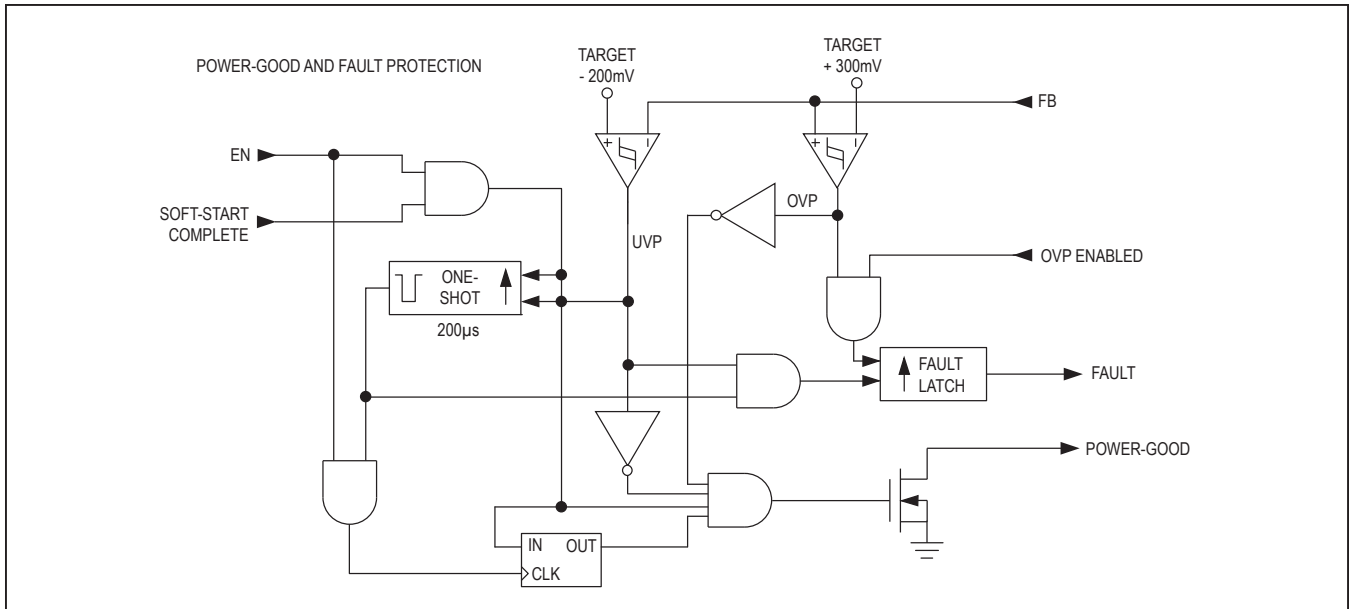 POWER-GOOD AND FAULT PROTECTION
TARGET
- 200mV
TARGET
+ 300mV
FB
EN
SOFT-START
COMPLETE
+
-
+
-
OVP
UVP
OVP ENABLED
ONE-
SHOT
200µs
FAULT
LATCH
FAULT
POWER-GOOD
IN OUT
CLK